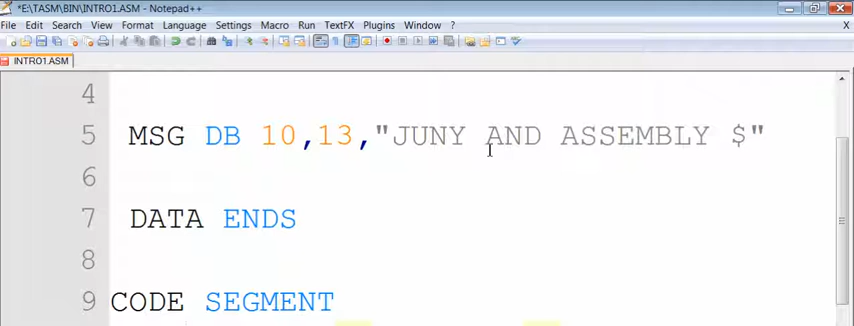 *E:\TASM\BIN\INTRO1.ASM - Notepad++
File Edit Search View Format Language Settings Macro Run TextFX Plugins Window ? X
INTRO1.ASM
4
5 MSG DB 10,13,"JUNY AND ASSEMBLY $"
6
7 DATA ENDS
8
9 CODE SEGMENT